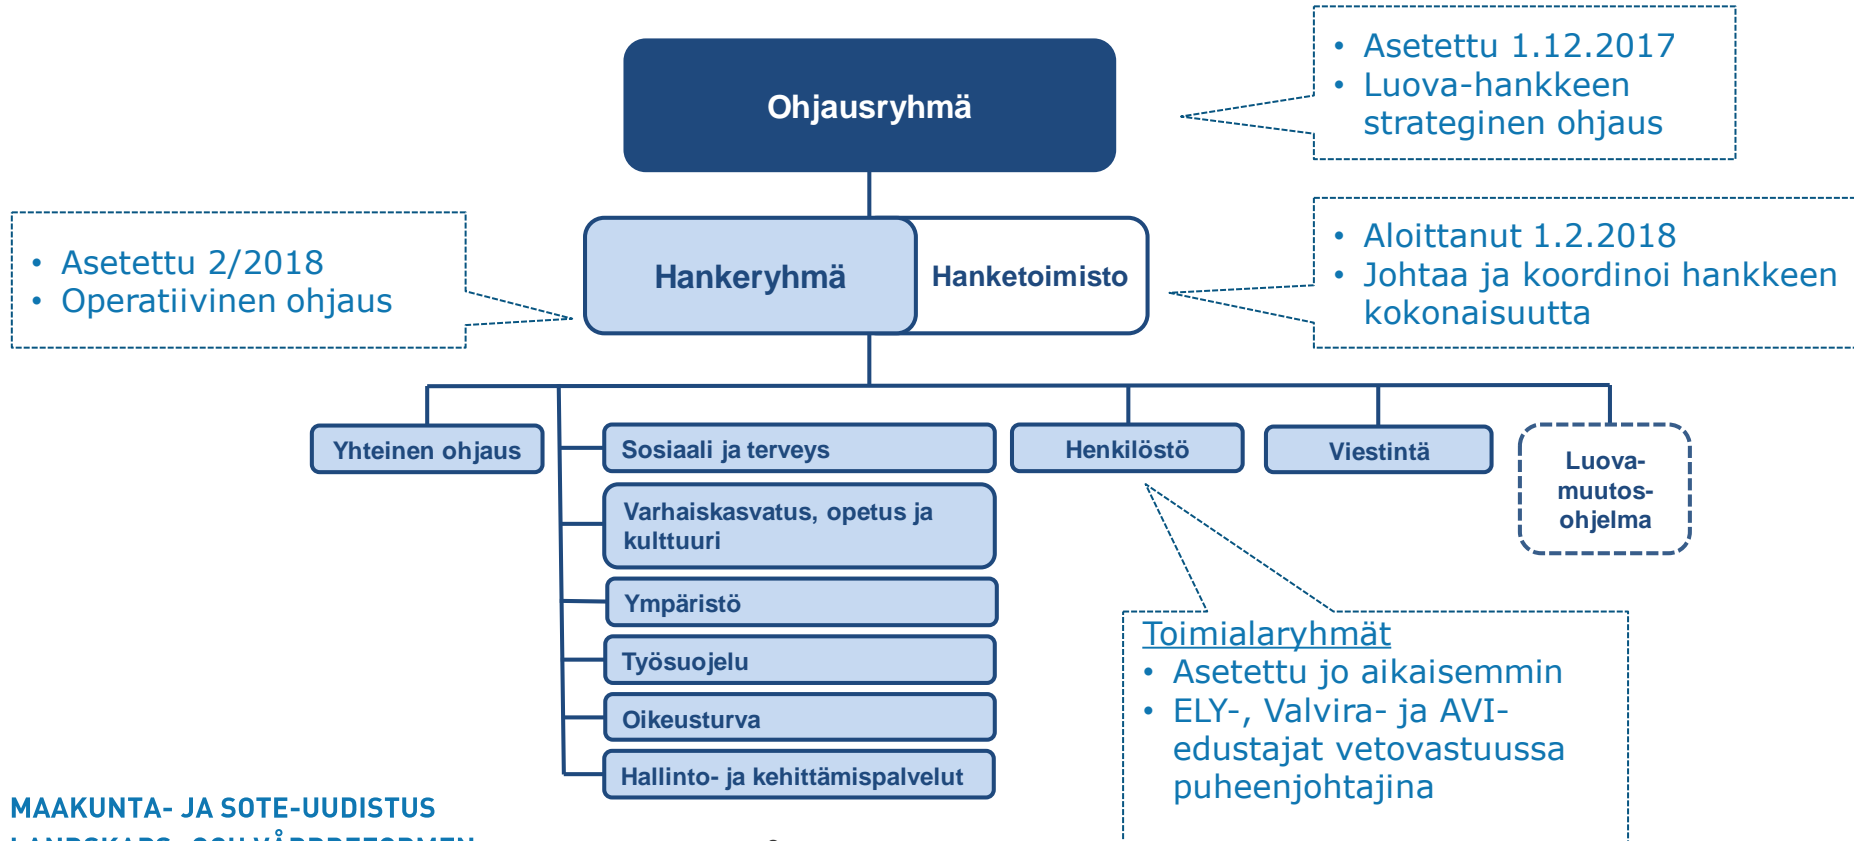 Ohjausryhmä
• Asetettu 1.12.2017
• Luova-hankkeen
strateginen ohjaus
• Asetettu 2/2018
• Operatiivinen ohjaus
Hankeryhmä
Hanketoimisto
• Aloittanut 1.2.2018
• Johtaa ja koordinoi hankkeen
kokonaisuutta
Yhteinen ohjaus
Sosiaali ja terveys
Varhaiskasvatus, opetus ja
kulttuuri
Ympäristö
Työsuojelu
Oikeusturva
Hallinto- ja kehittämispalvelut
Henkilöstö
Viestintä
Luova-
muutos-
ohjelma
Toimialaryhmät
• Asetettu jo aikaisemmin
• ELY-, Valvira- ja AVI-
edustajat vetovastuussa
puheenjohtajina
MAAKUNTA- JA SOTE-UUDISTUS
LANDSKAPS- OCH VÅRDREFORMEN